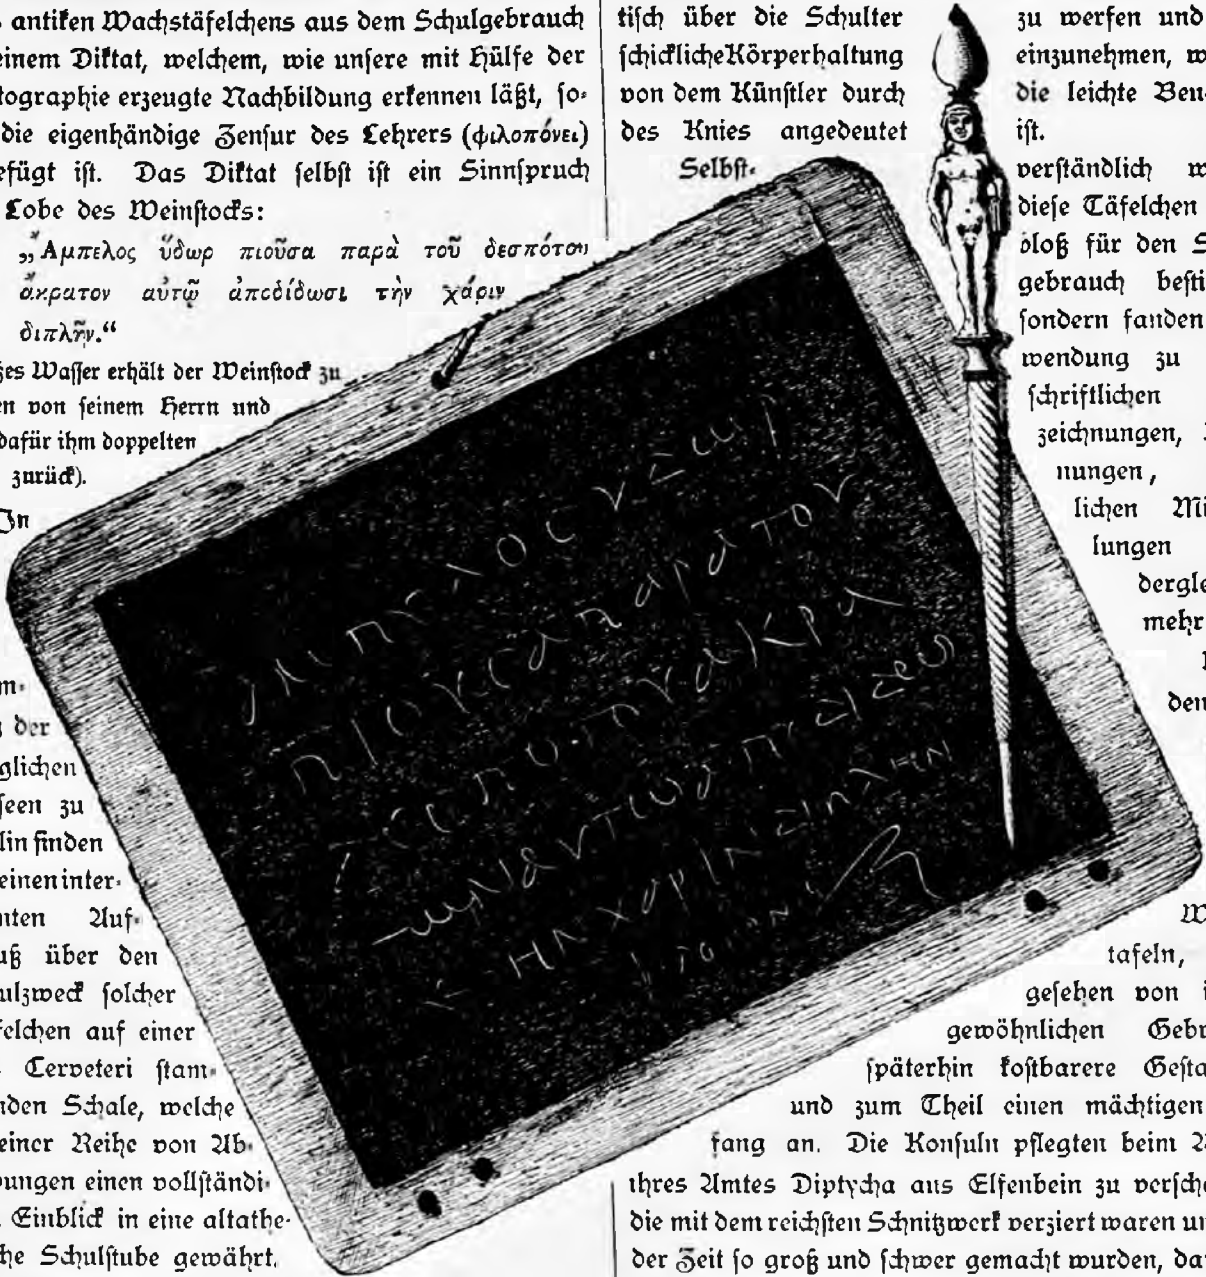 antiken Wachstäfelchens aus dem Schulgebrauch
einem Diktat, welchem, wie unsere mit Hülfe der
tographie erzeugte Nachbildung erkennen läßt, so-
die eigenhändige Zensur des Lehrers (φιλοπόνει)
efügt ist. Das Diktat selbst ist ein Sinnspruch
Lobe des Weinstocks:
„Ἄμπελος ὕδωρ πιοῦσα παρὰ τοῦ δεσπότου
ἄκρατον αὐτῷ ἀποδίδωσι τὴν χάριν
διπλῆν.“
es Wasser erhält der Weinstock zu
en von seinem Herrn und
dafür ihm doppelten
zurück).
In
m-
der
glichen
seen zu
lin finden
einen inter-
nten Auf-
uß über den
ulzweck solcher
felchen auf einer
Cerveteri stam-
nden Schale, welche
einer Reihe von Ab-
ungen einen vollständi-
Einblick in eine altathe-
che Schulstube gewährt.
ΑΜΠΕΛΟCΥΔΩΡ
ΠΙΟΥCΑΠΑΡΑΤΟΥ
ΔΕCΠΟΤΟΥΑΚΡΑ
ΗΝΧΑΡΙΝΔΙΠΛΗΝ
tisch über die Schulter zu werfen und
schickliche Körperhaltung einzunehmen, w
von dem Künstler durch die leichte Beu-
des Knies angedeutet ist.
Selbst-
verständlich w
diese Täfelchen
bloß für den S
gebrauch besti
sondern fanden
wendung zu
schriftlichen
zeichnungen,
nungen,
lichen Mi
lungen
dergle
mehr
den
W
tafeln,
gesehen von i
gewöhnlichen Gebr
späterhin kostbarere Gesta
und zum Theil einen mächtigen
fang an. Die Konsuln pflegten beim A
ihres Amtes Diptycha aus Elfenbein zu versche
die mit dem reichsten Schnitzwerk verziert waren un
der Zeit so groß und schwer gemacht wurden, da